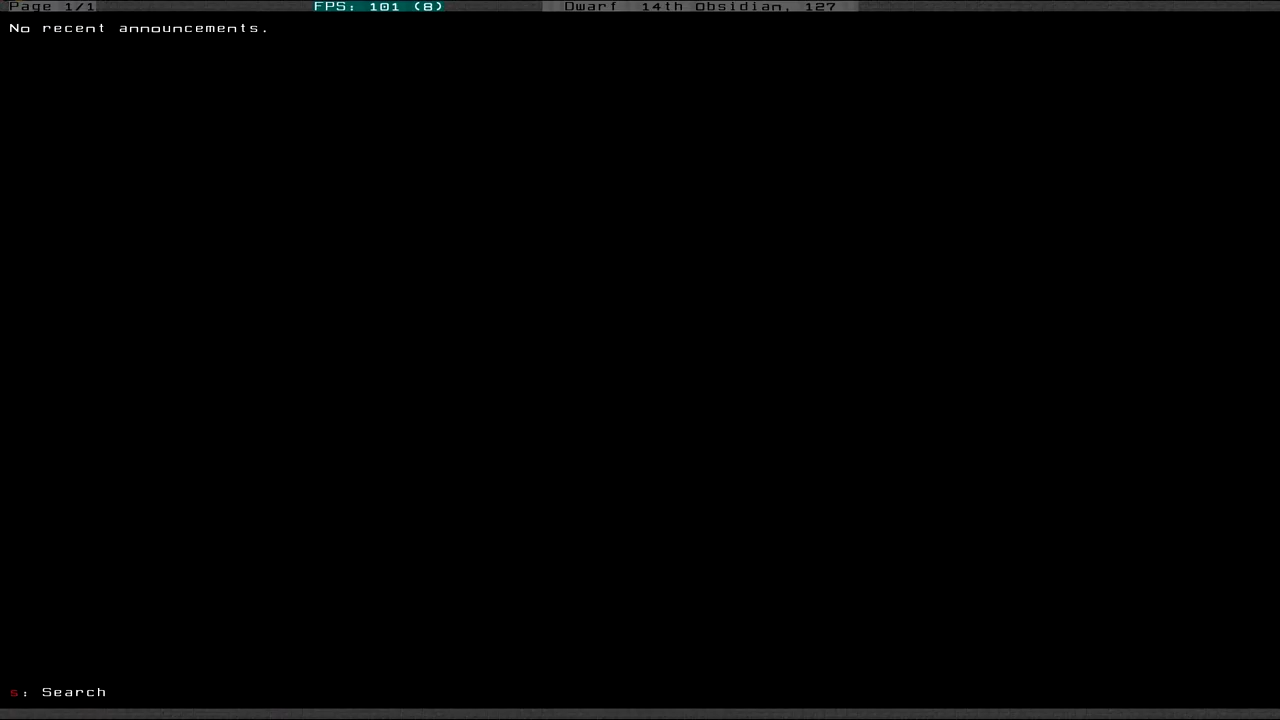 Page 1/1 FPS: 101 (8) Dwarf 14th Obsidian, 127
No recent announcements.
s: Search